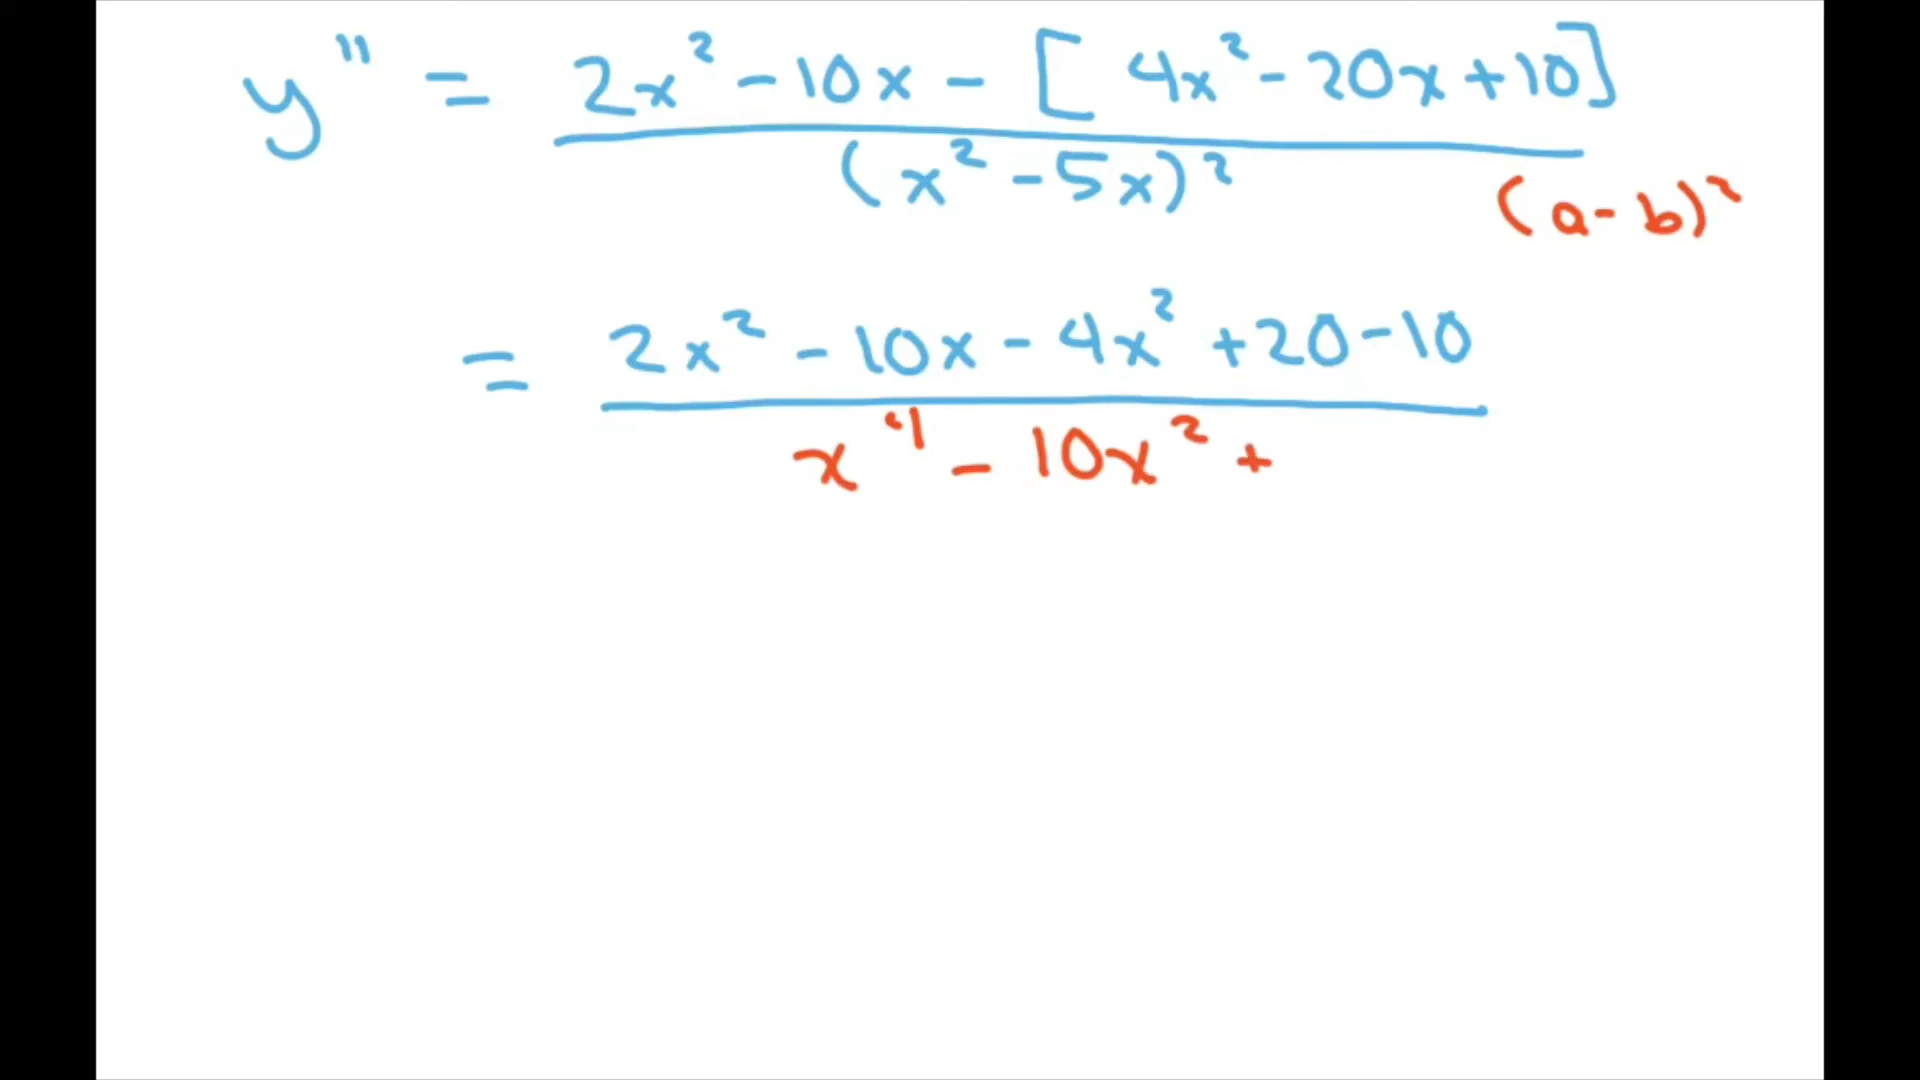 y'' = 2x² - 10x - [4x² - 20x + 10]
(x² - 5x)²
(a - b)²
= 2x² - 10x - 4x² + 20 - 10
x⁴ - 10x² +